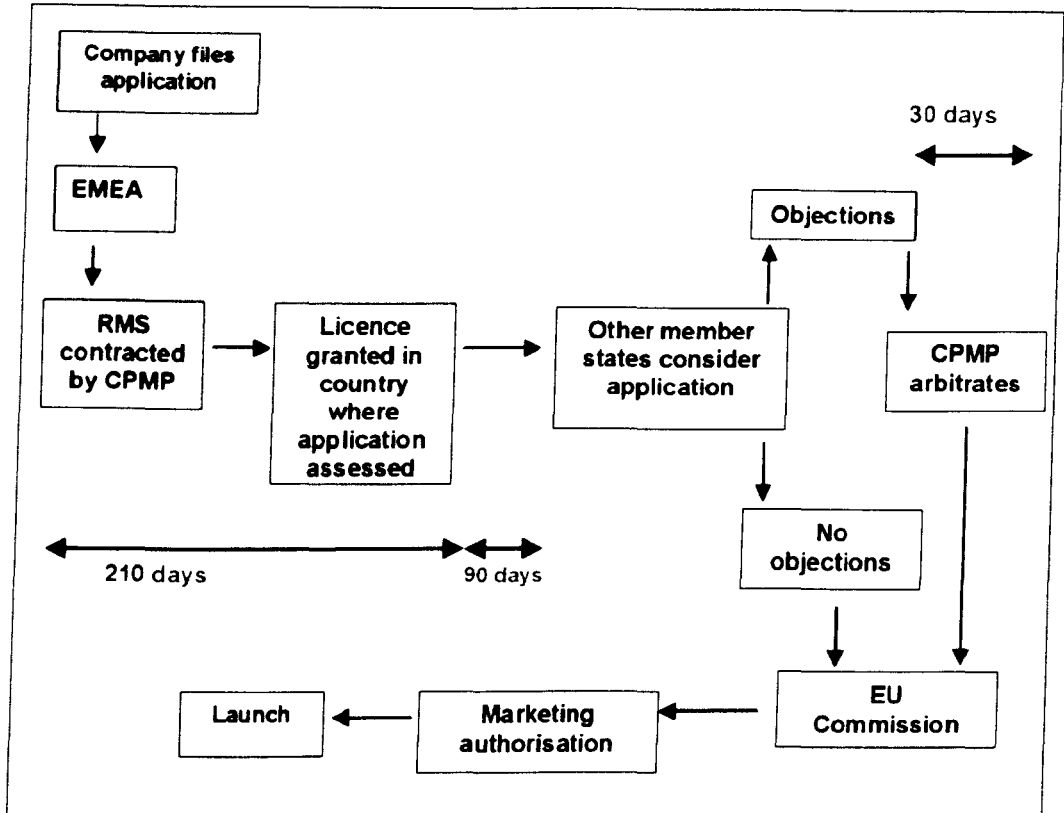 Company files
application
30 days
EMEA
Objections
RMS
contracted
by CPMP
Licence
granted in
country
where
application
assessed
Other member
states consider
application
CPMP
arbitrates
No
objections
210 days
90 days
Launch
Marketing
authorisation
EU
Commission